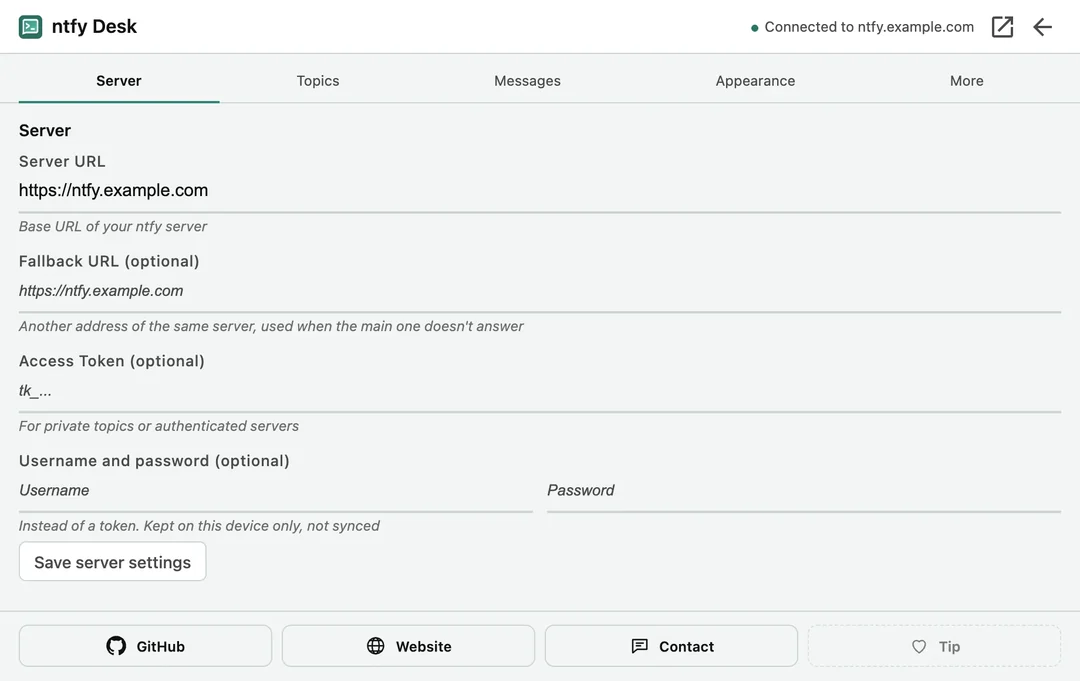 ntfy Desk
Connected to ntfy.example.com
Server
Topics
Messages
Appearance
More
Server
Server URL
https://ntfy.example.com
Base URL of your ntfy server
Fallback URL (optional)
https://ntfy.example.com
Another address of the same server, used when the main one doesn't answer
Access Token (optional)
tk_...
For private topics or authenticated servers
Username and password (optional)
Username
Password
Instead of a token. Kept on this device only, not synced
Save server settings
GitHub
Website
Contact
Tip